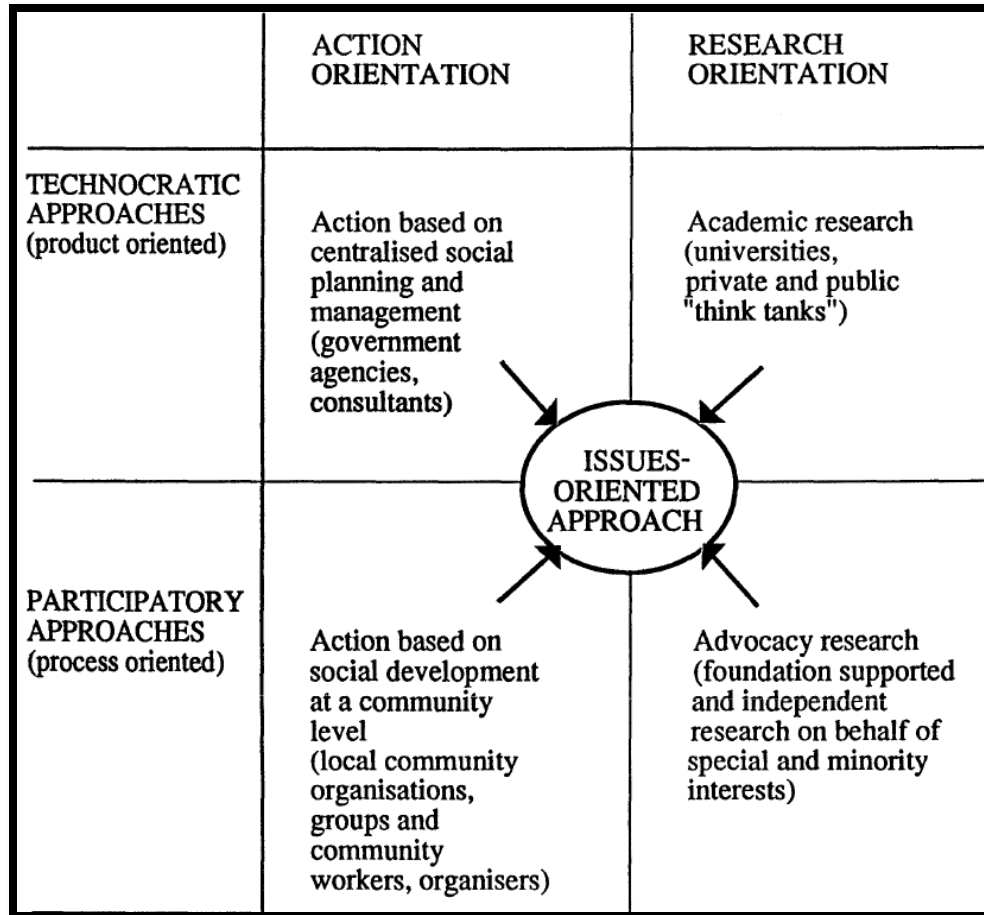 ACTION
ORIENTATION
RESEARCH
ORIENTATION
TECHNOCRATIC
APPROACHES
(product oriented)
Action based on
centralised social
planning and
management
(government
agencies,
consultants)
Academic research
(universities,
private and public
"think tanks")
ISSUES-
ORIENTED
APPROACH
PARTICIPATORY
APPROACHES
(process oriented)
Action based on
social development
at a community
level
(local community
organisations,
groups and
community
workers, organisers)
Advocacy research
(foundation supported
and independent
research on behalf of
special and minority
interests)